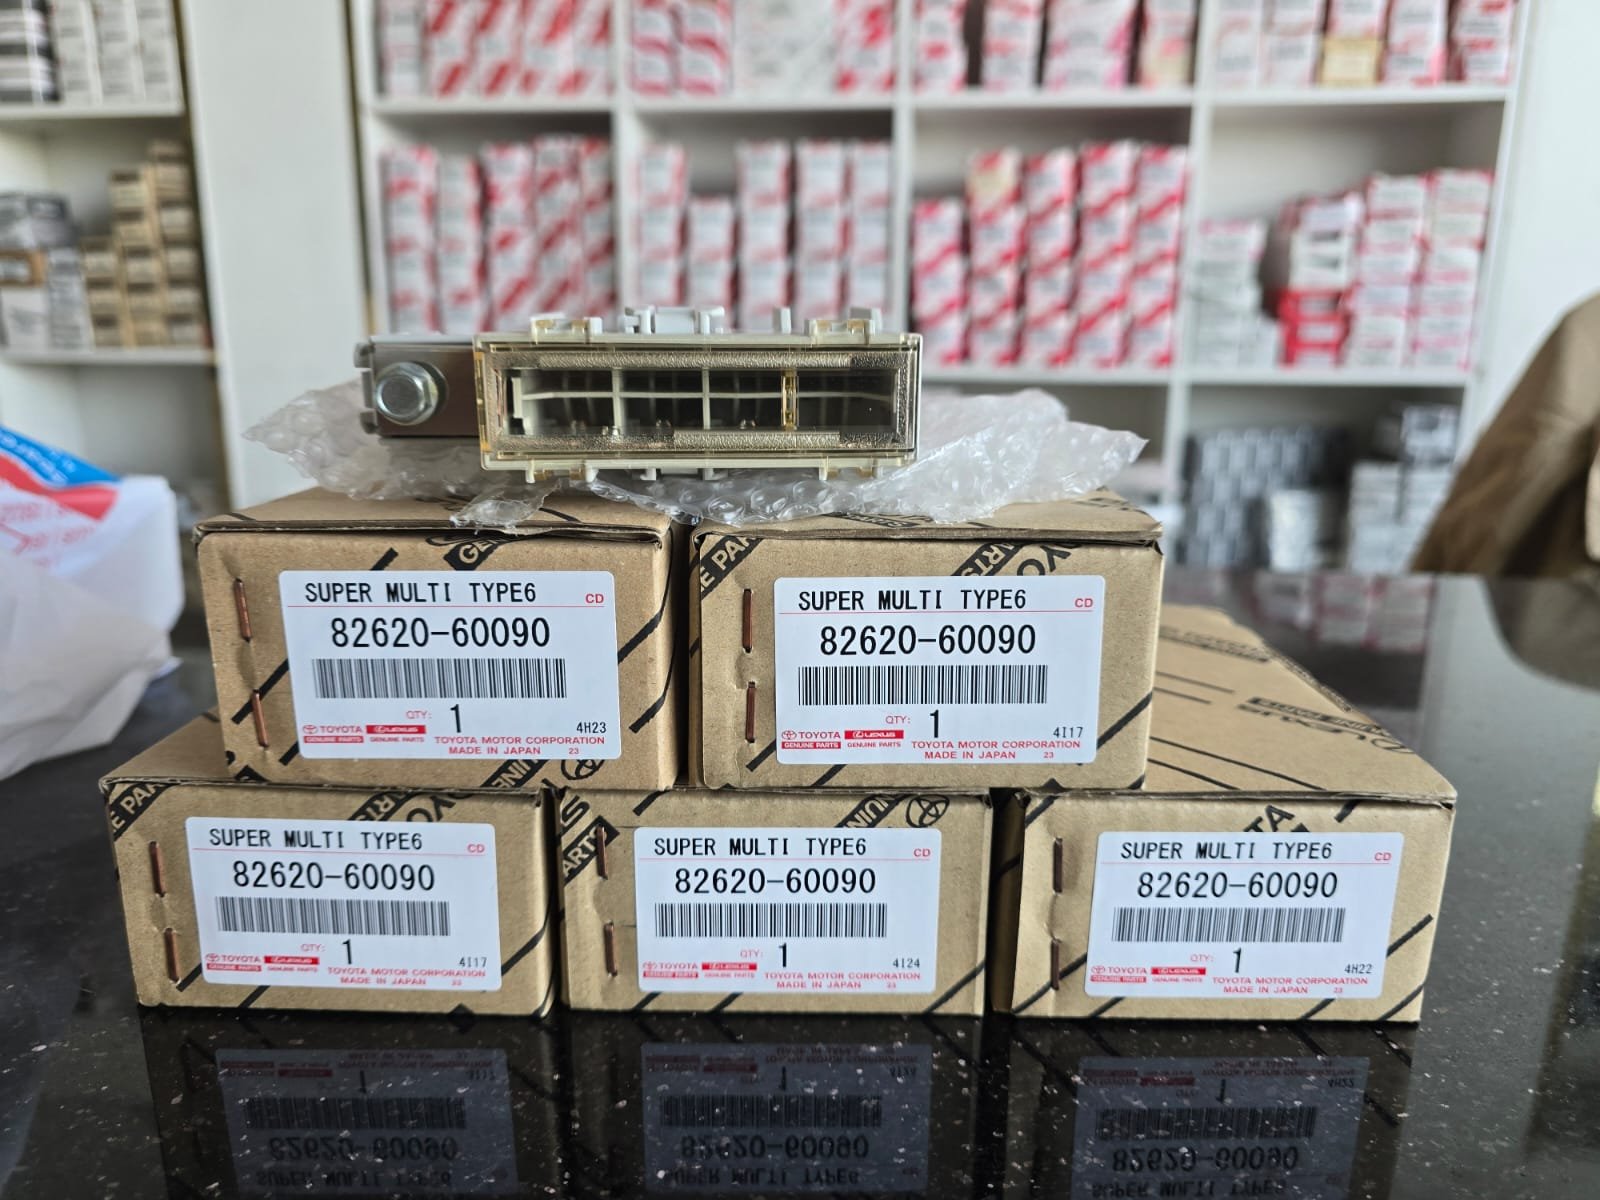 SUPER MULTI TYPE6
CD
82620-60090
QTY: 1
4H23
TOYOTA
GENUINE PARTS
LEXUS
GENUINE PARTS
TOYOTA MOTOR CORPORATION
MADE IN JAPAN 23
SUPER MULTI TYPE6
CD
82620-60090
QTY: 1
4I17
TOYOTA
GENUINE PARTS
LEXUS
GENUINE PARTS
TOYOTA MOTOR CORPORATION
MADE IN JAPAN 23
SUPER MULTI TYPE6
CD
82620-60090
QTY: 1
4I17
TOYOTA
GENUINE PARTS
LEXUS
GENUINE PARTS
TOYOTA MOTOR CORPORATION
MADE IN JAPAN 23
SUPER MULTI TYPE6
CD
82620-60090
QTY: 1
4I24
TOYOTA
GENUINE PARTS
LEXUS
GENUINE PARTS
TOYOTA MOTOR CORPORATION
MADE IN JAPAN 23
SUPER MULTI TYPE6
CD
82620-60090
QTY: 1
4H22
TOYOTA
GENUINE PARTS
LEXUS
GENUINE PARTS
TOYOTA MOTOR CORPORATION
MADE IN JAPAN 23